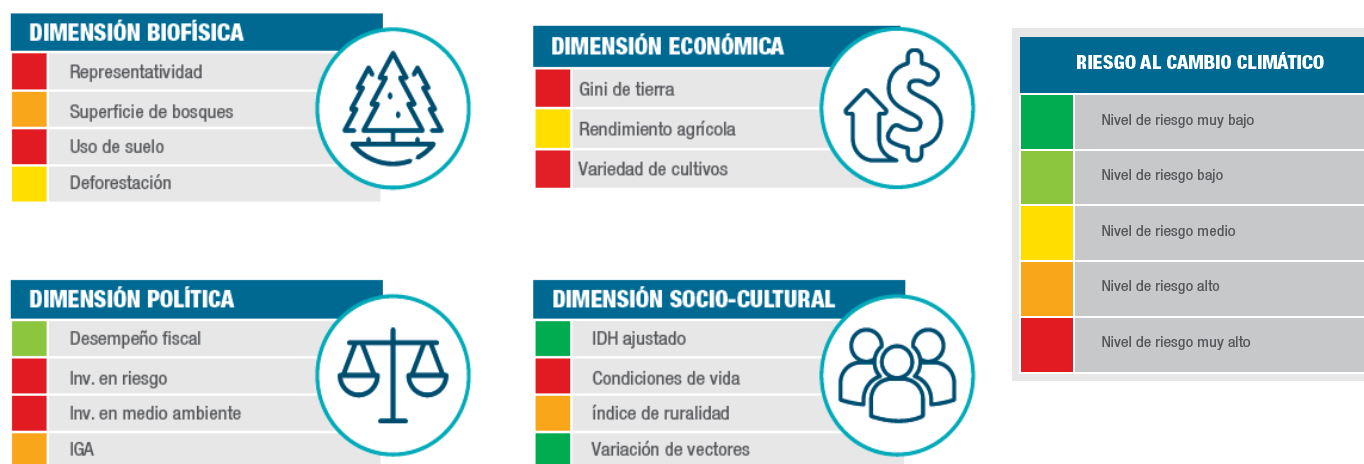 DIMENSIÓN BIOFÍSICA
Representatividad
Superficie de bosques
Uso de suelo
Deforestación
DIMENSIÓN ECONÓMICA
Gini de tierra
Rendimiento agrícola
Variedad de cultivos
RIESGO AL CAMBIO CLIMÁTICO
Nivel de riesgo muy bajo
Nivel de riesgo bajo
Nivel de riesgo medio
Nivel de riesgo alto
Nivel de riesgo muy alto
DIMENSIÓN POLÍTICA
Desempeño fiscal
Inv. en riesgo
Inv. en medio ambiente
IGA
DIMENSIÓN SOCIO-CULTURAL
IDH ajustado
Condiciones de vida
índice de ruralidad
Variación de vectores